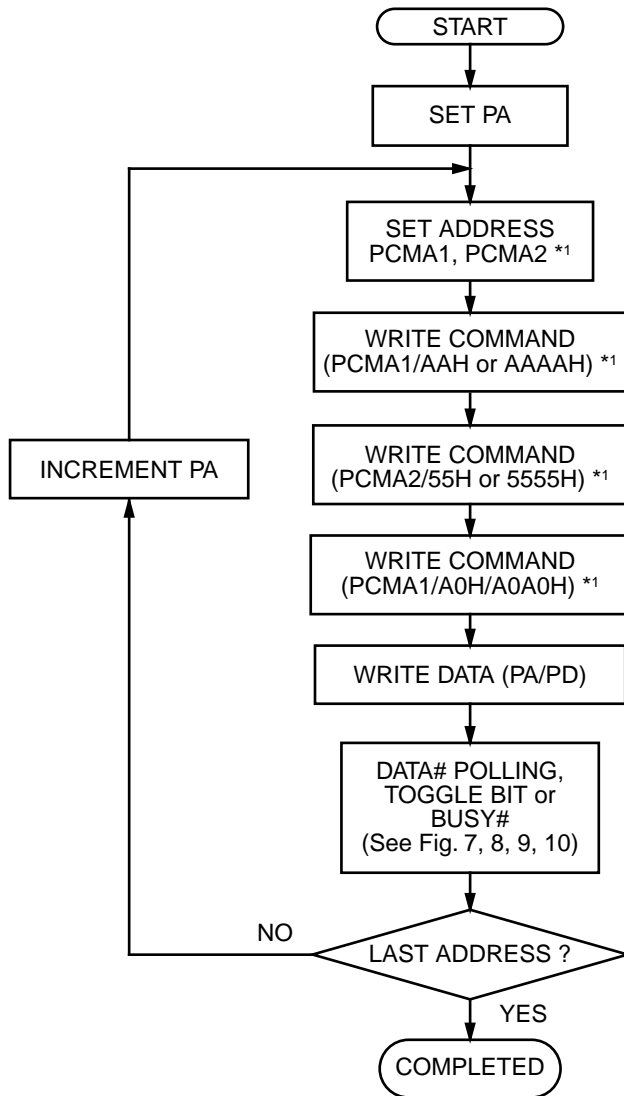 START
SET PA
SET ADDRESS
PCMA1, PCMA2 *1
WRITE COMMAND
(PCMA1/AAH or AAAAH) *1
WRITE COMMAND
(PCMA2/55H or 5555H) *1
INCREMENT PA
WRITE COMMAND
(PCMA1/A0H/A0A0H) *1
WRITE DATA (PA/PD)
DATA# POLLING,
TOGGLE BIT or
BUSY#
(See Fig. 7, 8, 9, 10)
NO
LAST ADDRESS ?
YES
COMPLETED